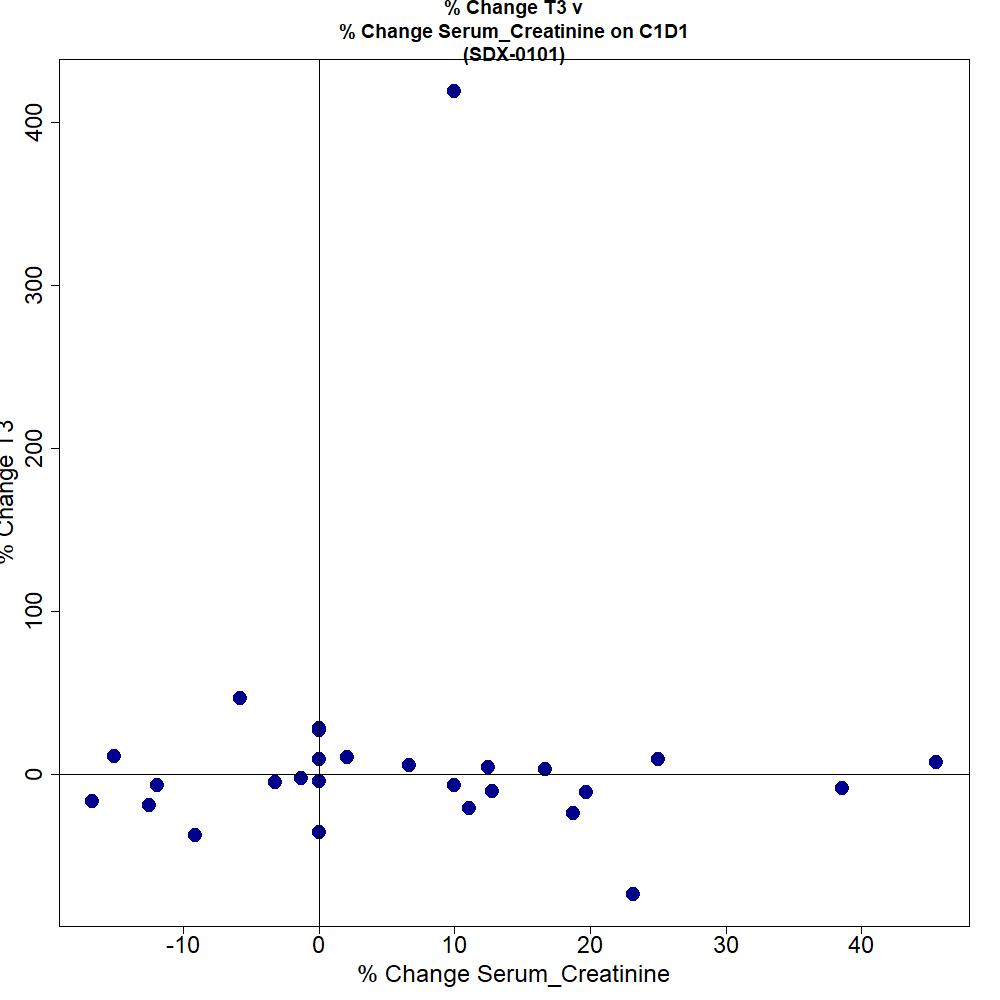 % Change T3 v
% Change Serum_Creatinine on C1D1
(SDX-0101)
400
300
200
100
0
% Change T3
-10 0 10 20 30 40
% Change Serum_Creatinine